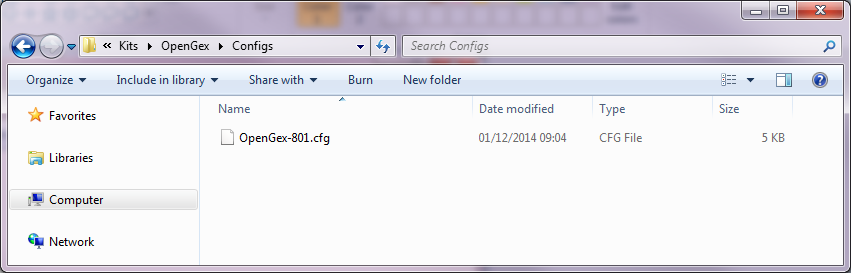 « Kits OpenGex Configs Search Configs
Organize Include in library Share with Burn New folder
Favorites
Libraries
Computer
Network
Name Date modified Type Size
OpenGex-801.cfg 01/12/2014 09:04 CFG File 5 KB